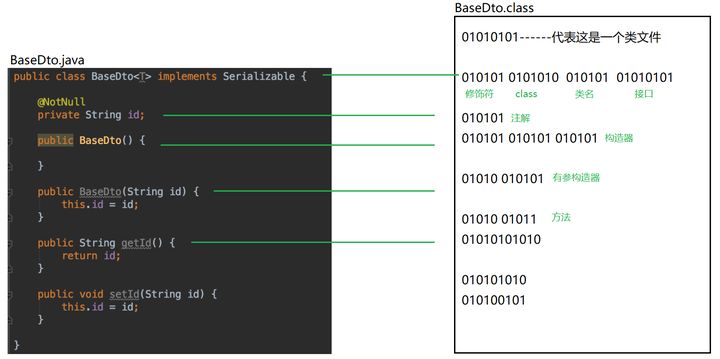 BaseDto.class
BaseDto.java
public class BaseDto<T> implements Serializable {
@NotNull
private String id;
public BaseDto() {
}
public BaseDto(String id) {
this.id = id;
}
public String getId() {
return id;
}
public void setId(String id) {
this.id = id;
}
}
01010101------代表这是一个类文件
010101 0101010 010101 01010101
修饰符 class 类名 接口
010101 注解
010101 010101 010101 构造器
01010 010101 有参构造器
01010 01011 方法
01010101010
010101010
010100101